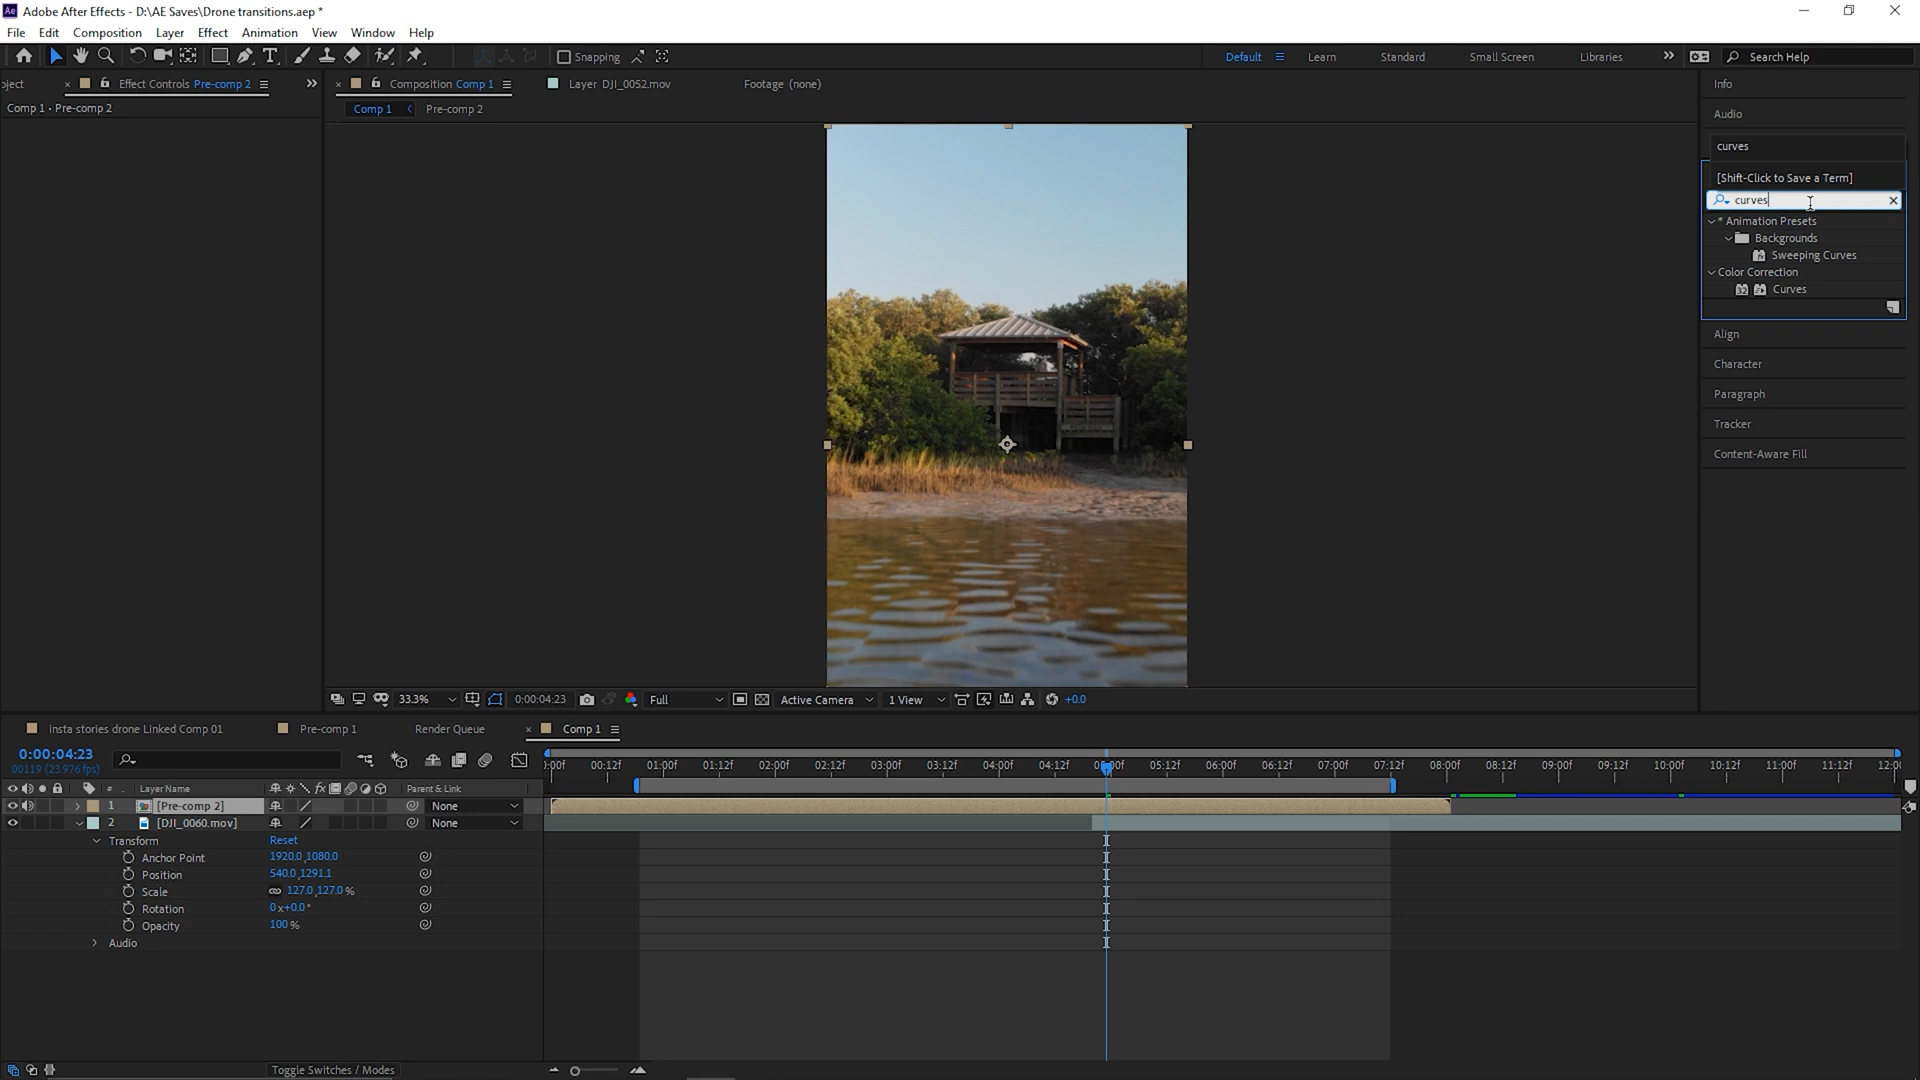 Adobe After Effects - D:\AE Saves\Drone transitions.aep *
File Edit Composition Layer Effect Animation View Window Help
Snapping
Default Learn Standard Small Screen Libraries
Search Help
oject × Effect Controls Pre-comp 2
× Composition Comp 1
Layer DJI_0052.mov
Footage (none)
Info
Comp 1 • Pre-comp 2
Comp 1 Pre-comp 2
Audio
curves
[Shift-Click to Save a Term]
curves
* Animation Presets
Backgrounds
Sweeping Curves
Color Correction
32 Curves
Align
Character
Paragraph
Tracker
Content-Aware Fill
33.3% 0:00:04:23 Full Active Camera 1 View +0.0
Insta stories drone Linked Comp 01 Pre-comp 1 Render Queue × Comp 1
0:00:04:23
00119 (23.976 fps)
):00f 00:12f 01:00f 01:12f 02:00f 02:12f 03:00f 03:12f 04:00f 04:12f 05:00f 05:12f 06:00f 06:12f 07:00f 07:12f 08:00f 08:12f 09:00f 09:12f 10:00f 10:12f 11:00f 11:12f 12:0
# Layer Name fx Parent & Link
1 [Pre-comp 2] None
2 [DJI_0060.mov] None
Transform Reset
Anchor Point 1920.0,1080.0
Position 540.0,1291.1
Scale 127.0,127.0%
Rotation 0x+0.0°
Opacity 100%
Audio
Toggle Switches / Modes